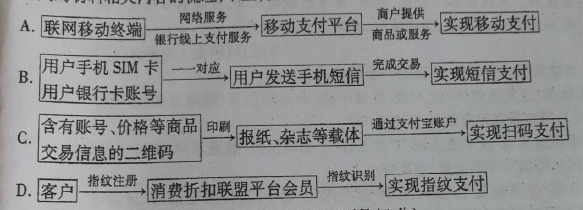 网络服务 商户提供
A. 联网移动终端 移动支付平台 实现移动支付
银行线上支付服务 商品或服务
用户手机 SIM 卡 一一对应 完成交易
B. 用户发送手机短信 实现短信支付
用户银行卡账号
含有账号、价格等商品 印刷 通过支付宝账户
C. 报纸、杂志等载体 实现扫码支付
交易信息的二维码
指纹注册 指纹识别
D. 客户 消费折扣联盟平台会员 实现指纹支付